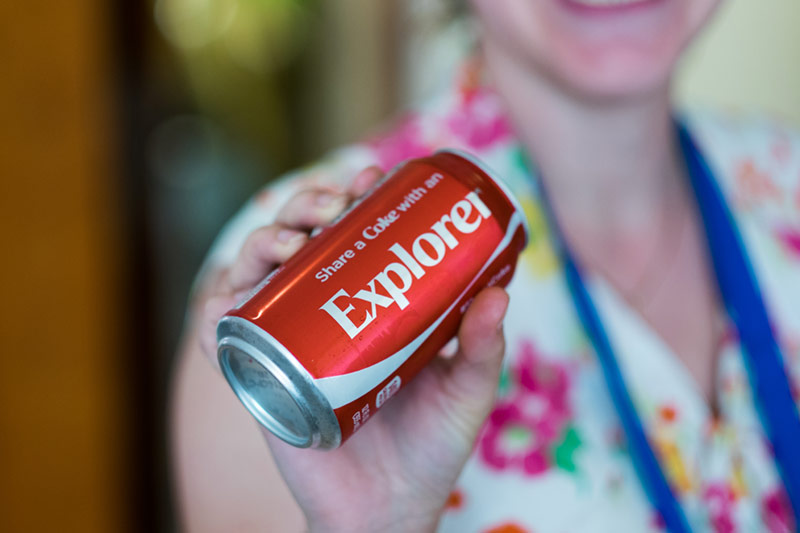 Share a Coke with an
Explorer